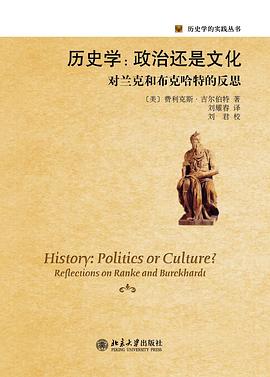 历史学的实践丛书
历史学：政治还是文化
对兰克和布克哈特的反思
〔美〕费利克斯·吉尔伯特 著
刘耀春 译
刘 君 校
History: Politics or Culture?
Reflections on Ranke and Burckhardt
北京大学出版社
PEKING UNIVERSITY PRESS